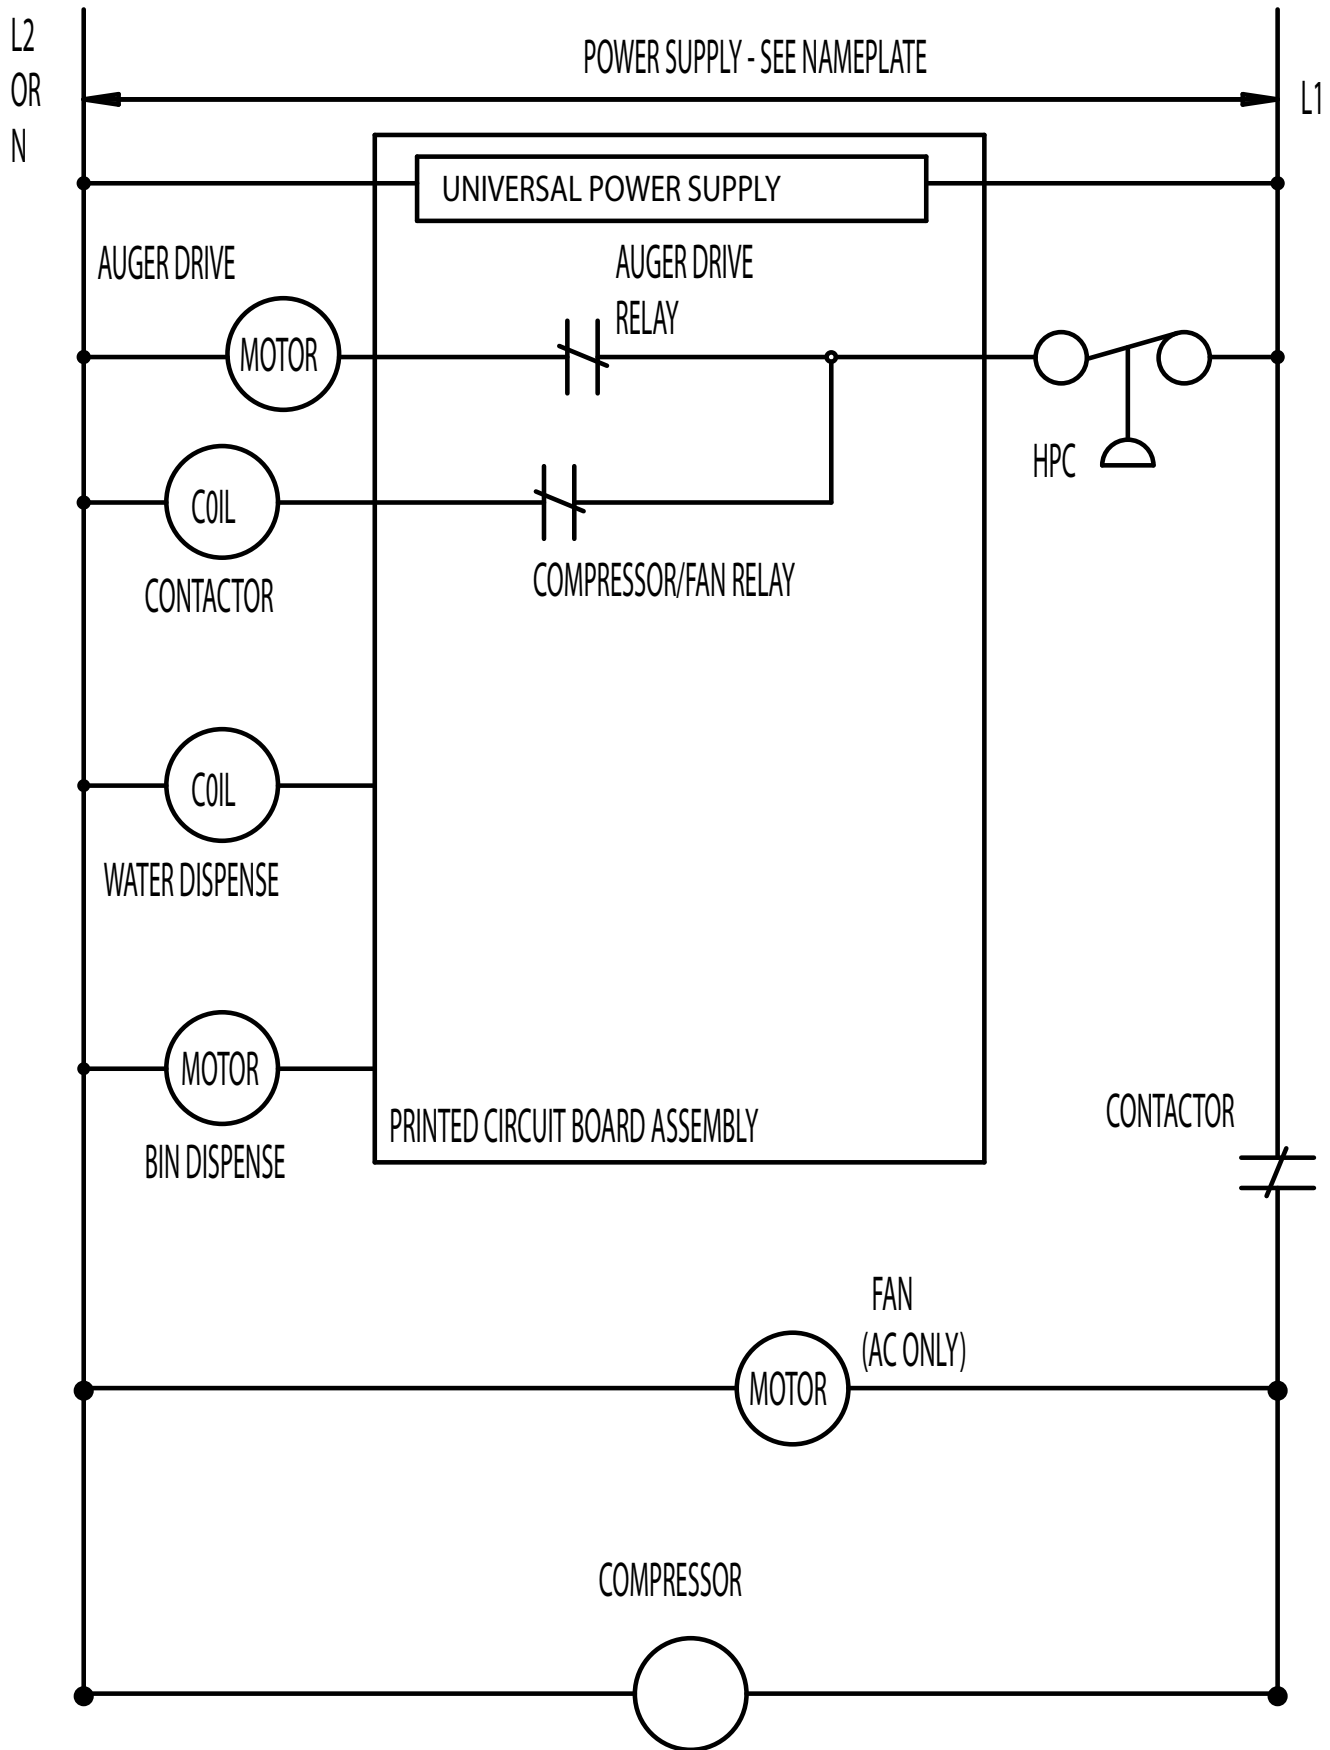 L2
OR
N
POWER SUPPLY - SEE NAMEPLATE
L1
UNIVERSAL POWER SUPPLY
AUGER DRIVE
MOTOR
AUGER DRIVE
RELAY
HPC
COIL
CONTACTOR
COMPRESSOR/FAN RELAY
COIL
WATER DISPENSE
MOTOR
BIN DISPENSE
PRINTED CIRCUIT BOARD ASSEMBLY
CONTACTOR
FAN
(AC ONLY)
MOTOR
COMPRESSOR